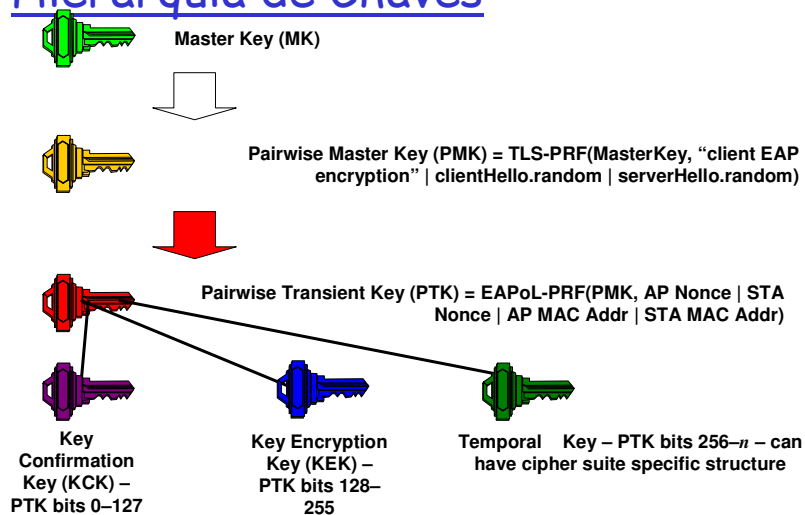 Hierarquia de Chaves
Master Key (MK)
Pairwise Master Key (PMK) = TLS-PRF(MasterKey, “client EAP
encryption” | clientHello.random | serverHello.random)
Pairwise Transient Key (PTK) = EAPoL-PRF(PMK, AP Nonce | STA
Nonce | AP MAC Addr | STA MAC Addr)
Key
Confirmation
Key (KCK) –
PTK bits 0–127
Key Encryption
Key (KEK) –
PTK bits 128–
255
Temporal Key – PTK bits 256–n – can
have cipher suite specific structure